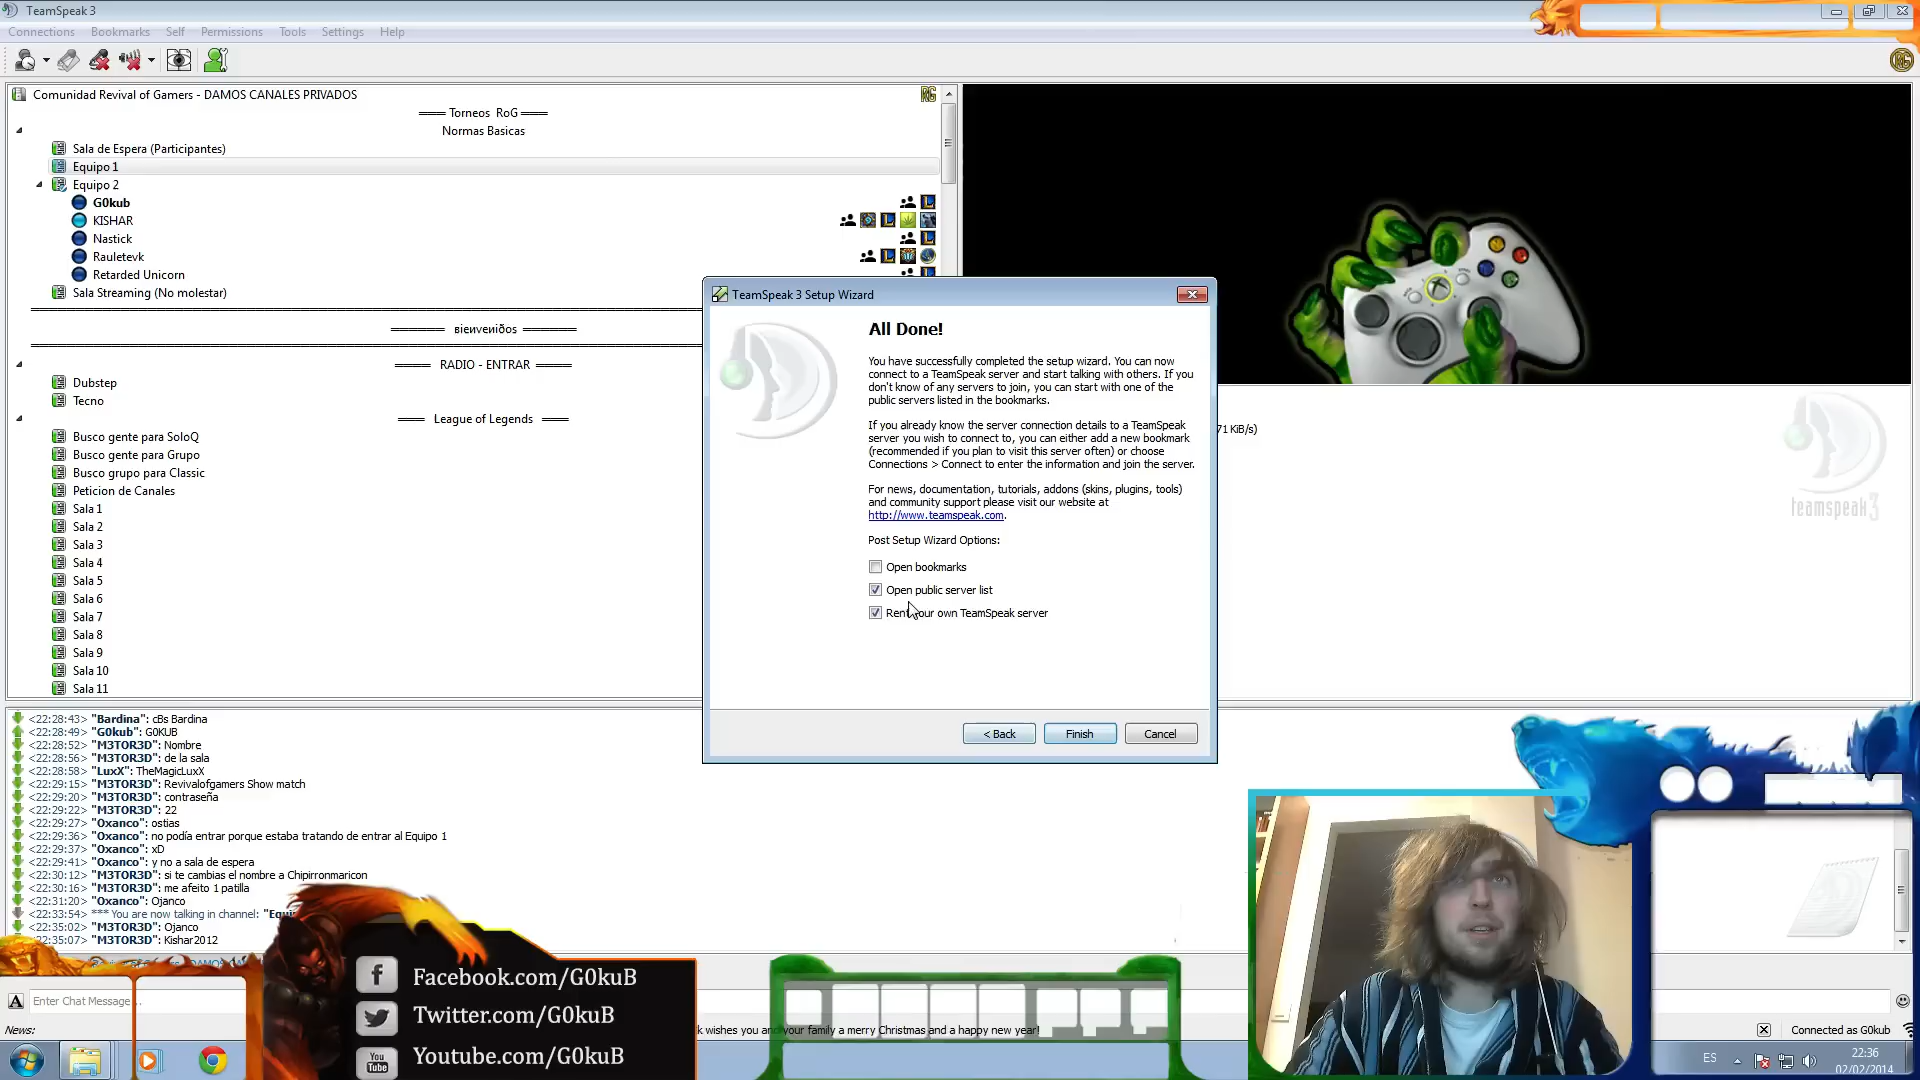 TeamSpeak 3
Connections Bookmarks Self Permissions Tools Settings Help
Comunidad Revival of Gamers - DAMOS CANALES PRIVADOS
═══ Torneos RoG ═══
Normas Basicas
Sala de Espera (Participantes)
Equipo 1
Equipo 2
G0kub
KISHAR
Nastick
Rauletevk
Retarded Unicorn
Sala Streaming (No molestar)
вienveniðos
RADIO - ENTRAR
Dubstep
Tecno
League of Legends
Busco gente para SoloQ
Busco gente para Grupo
Busco grupo para Classic
Peticion de Canales
Sala 1
Sala 2
Sala 3
Sala 4
Sala 5
Sala 6
Sala 7
Sala 8
Sala 9
Sala 10
Sala 11
TeamSpeak 3 Setup Wizard
All Done!
You have successfully completed the setup wizard. You can now
connect to a TeamSpeak server and start talking with others. If you
don't know of any servers to join, you can start with one of the
public servers listed in the bookmarks.
If you already know the server connection details to a TeamSpeak
server you wish to connect to, you can either add a new bookmark
(recommended if you plan to visit this server often) or choose
Connections > Connect to enter the information and join the server.
For news, documentation, tutorials, addons (skins, plugins, tools)
and community support please visit our website at
http://www.teamspeak.com.
Post Setup Wizard Options:
Open bookmarks
Open public server list
Rent your own TeamSpeak server
< Back Finish Cancel
71 KiB/s)
teamspeak3
<22:28:43> "Bardina": cBs Bardina
<22:28:49> "G0kub": G0KUB
<22:28:52> "M3TOR3D": Nombre
<22:28:55> "M3TOR3D": de la sala
<22:28:58> "LuxX": TheMagicLuxX
<22:29:15> "M3TOR3D": Revivalofgamers Show match
<22:29:20> "M3TOR3D": contraseña
<22:29:22> "M3TOR3D": 22
<22:29:27> "Oxanco": ostias
<22:29:36> "Oxanco": no podía entrar porque estaba tratando de entrar al Equipo 1
<22:29:37> "Oxanco": xD
<22:29:41> "Oxanco": y no a sala de espera
<22:30:12> "M3TOR3D": si te cambias el nombre a Chipirronmaricon
<22:30:16> "M3TOR3D": me afeito 1 patilla
<22:31:20> "Oxanco": Ojanco
<22:33:54> *** You are now talking in channel: "Equi
<22:35:02> "M3TOR3D": Ojanco
22:35:07> "M3TOR3D": Kishar2012
Enter Chat Message...
News:
k wishes you and your family a merry Christmas and a happy new year!
Connected as G0kub
Facebook.com/G0kuB
Twitter.com/G0kuB
Youtube.com/G0kuB
You
Tube
ES
22:36
02/02/2014